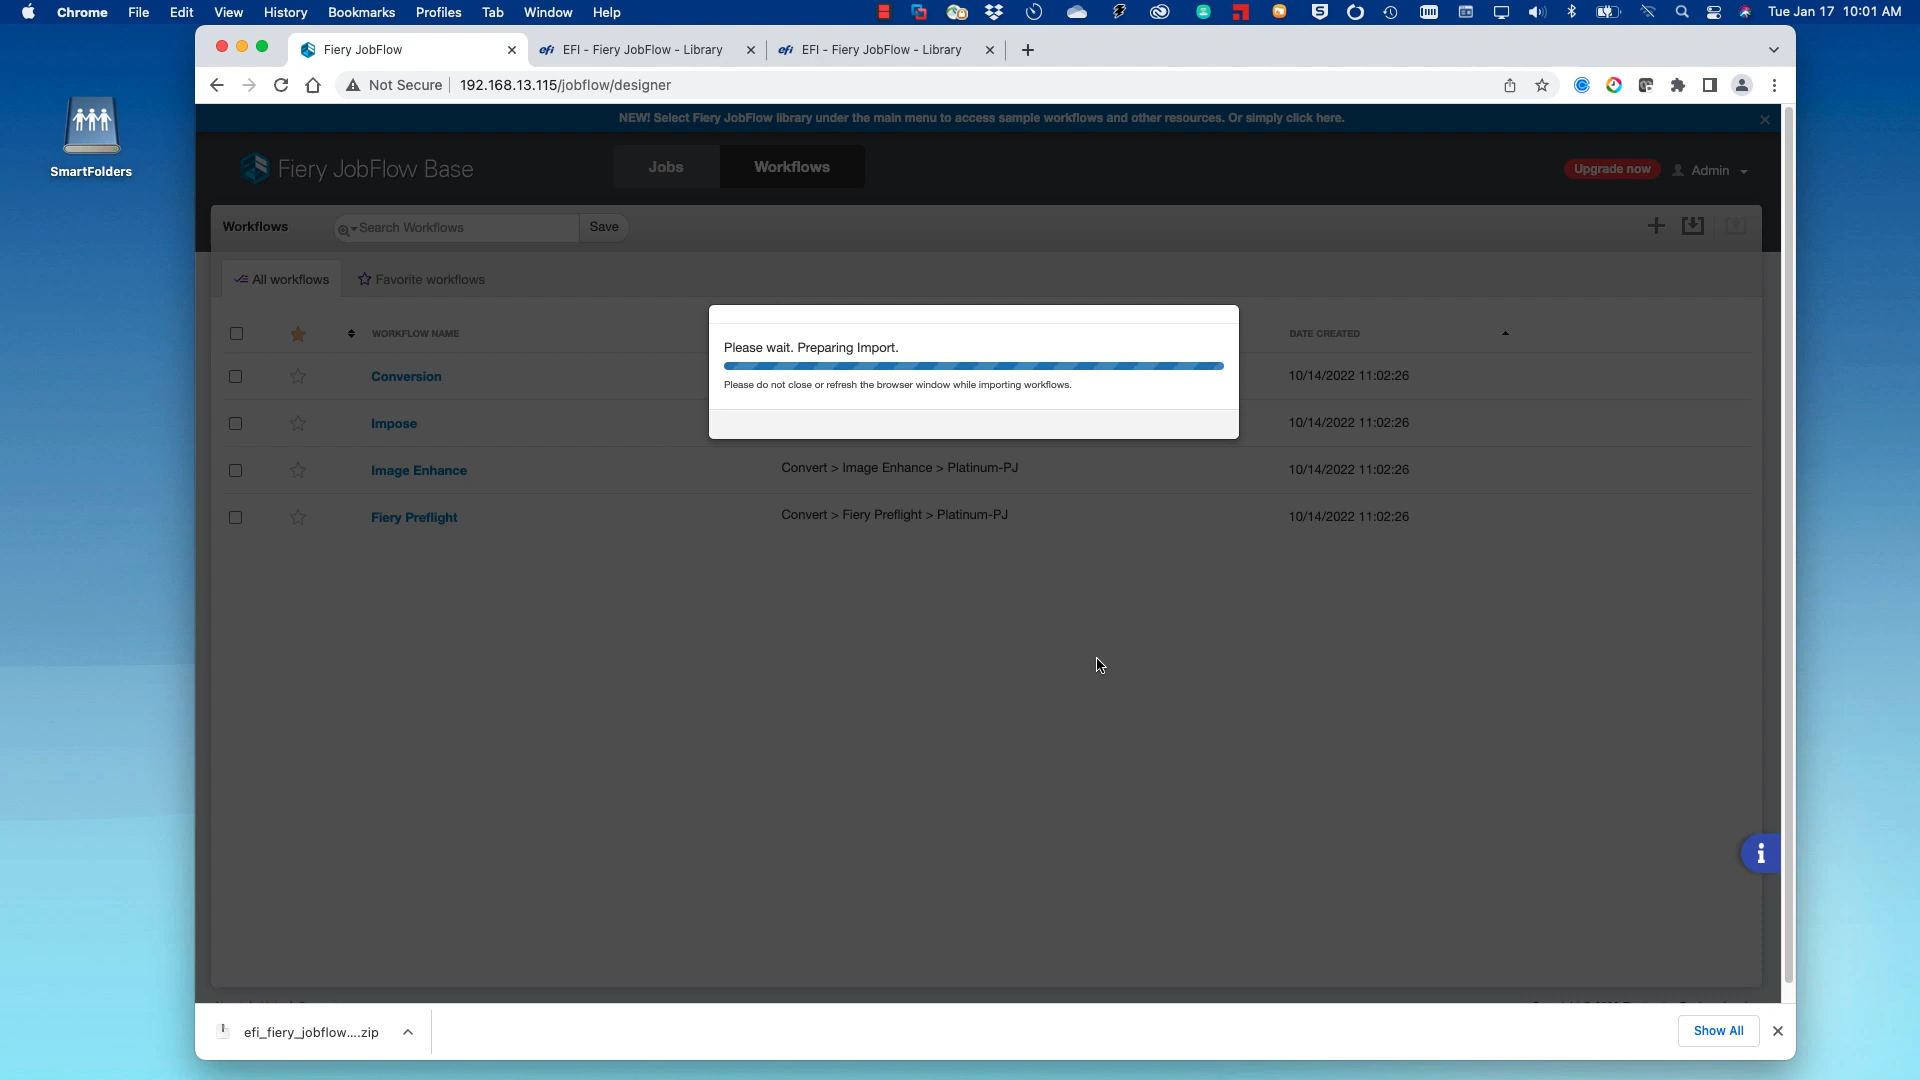 Chrome File Edit View History Bookmarks Profiles Tab Window Help Tue Jan 17 10:01 AM
Fiery JobFlow efi EFI - Fiery JobFlow - Library efi EFI - Fiery JobFlow - Library
Not Secure 192.168.13.115/jobflow/designer
SmartFolders
NEW! Select Fiery JobFlow library under the main menu to access sample workflows and other resources. Or simply click here.
Fiery JobFlow Base Jobs Workflows Upgrade now Admin
Workflows Search Workflows Save
All workflows Favorite workflows
WORKFLOW NAME DATE CREATED
Please wait. Preparing Import.
Please do not close or refresh the browser window while importing workflows.
Conversion 10/14/2022 11:02:26
Impose 10/14/2022 11:02:26
Image Enhance Convert > Image Enhance > Platinum-PJ 10/14/2022 11:02:26
Fiery Preflight Convert > Fiery Preflight > Platinum-PJ 10/14/2022 11:02:26
efi_fiery_jobflow....zip Show All